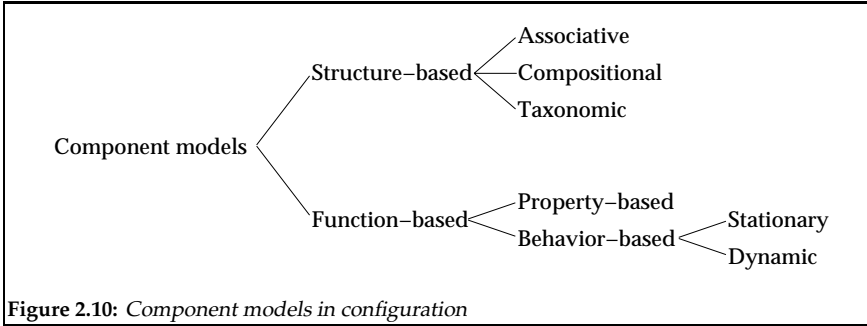 Associative
Structure–based
Compositional
Taxonomic
Component models
Property–based
Function–based
Stationary
Behavior–based
Dynamic
Figure 2.10: Component models in configuration